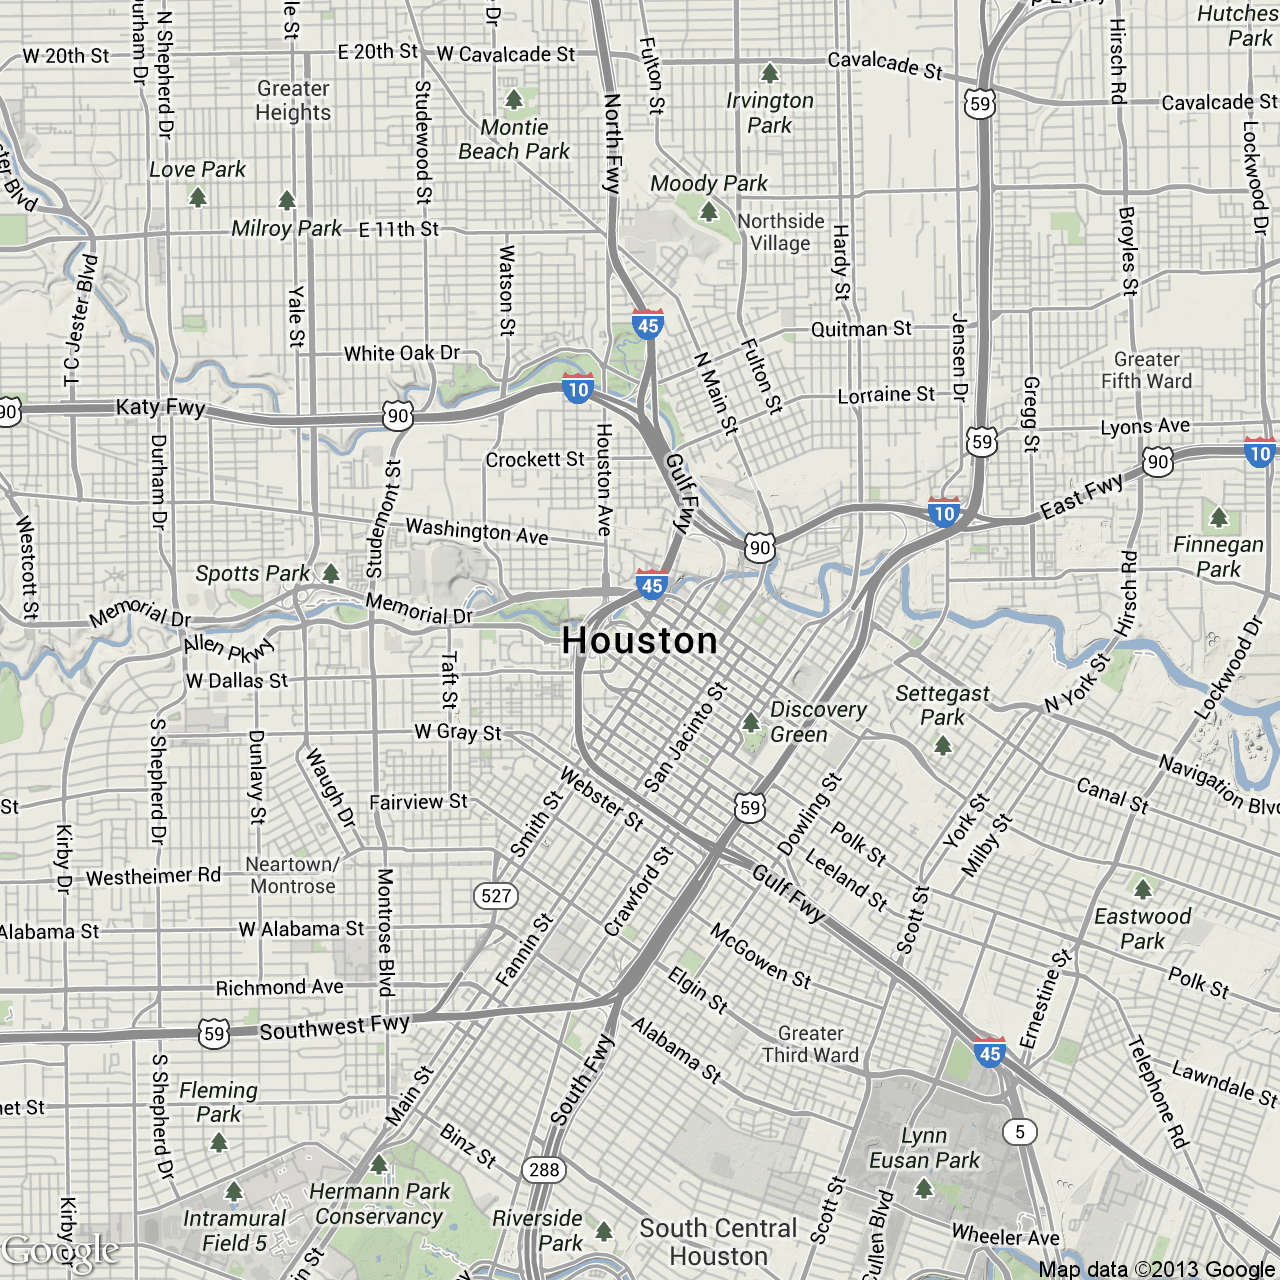 Hutches
Park
W 20th St
N Shepherd Dr
Durham Dr
E 20th St
W Cavalcade St
Fulton St
Cavalcade St
Hirsch Rd
Greater
Heights
Studewood St
Montie
Beach Park
North Fwy
Irvington
Park
59
Cavalcade St
Lockwood Dr
Love Park
Milroy Park
E 11th St
Moody Park
Northside
Village
Hardy St
Broyles St
T C Jester Blvd
Yale St
Watson St
45
Quitman St
Jensen Dr
White Oak Dr
N Main St
Fulton St
Greater
Fifth Ward
90
Katy Fwy
90
10
Lorraine St
Gregg St
Lyons Ave
59
90
10
Durham Dr
Studemont St
Crockett St
Houston Ave
Gulf Fwy
East Fwy
10
Westcott St
Washington Ave
90
Finnegan
Park
Spotts Park
45
Hirsch Rd
Memorial Dr
Memorial Dr
Allen Pkwy
Houston
Lockwood Dr
W Dallas St
Taft St
San Jacinto St
Settegast
Park
N York St
Discovery
Green
S Shepherd Dr
Dunlavy St
W Gray St
Waugh Dr
Webster St
Navigation Blvd
Fairview St
Smith St
59
Dowling St
Canal St
Kirby Dr
Polk St
Leeland St
York St
Milby St
Neartown/
Montrose
Westheimer Rd
527
Crawford St
Gulf Fwy
Scott St
Eastwood
Park
Alabama St
W Alabama St
Montrose Blvd
Fannin St
McGowen St
Ernestine St
Polk St
Richmond Ave
Elgin St
59
Southwest Fwy
South Fwy
Alabama St
Greater
Third Ward
45
Telephone Rd
Lawndale St
S Shepherd Dr
Fleming
Park
Main St
Binz St
288
5
Lynn
Eusan Park
Kirby Dr
Intramural
Field 5
Hermann Park
Conservancy
Riverside
Park
South Central
Houston
Scott St
Cullen Blvd
Wheeler Ave
Google
Map data ©2013 Google